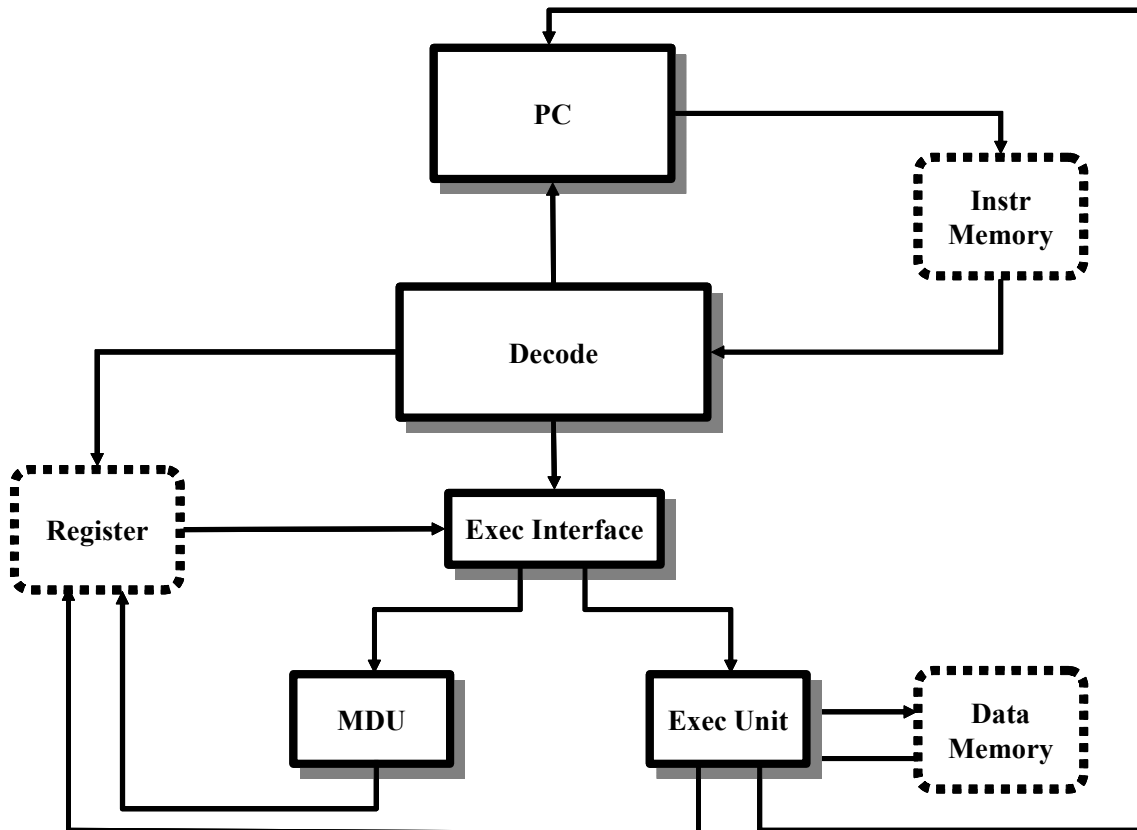 PC
Instr
Memory
Decode
Register
Exec Interface
MDU
Exec Unit
Data
Memory